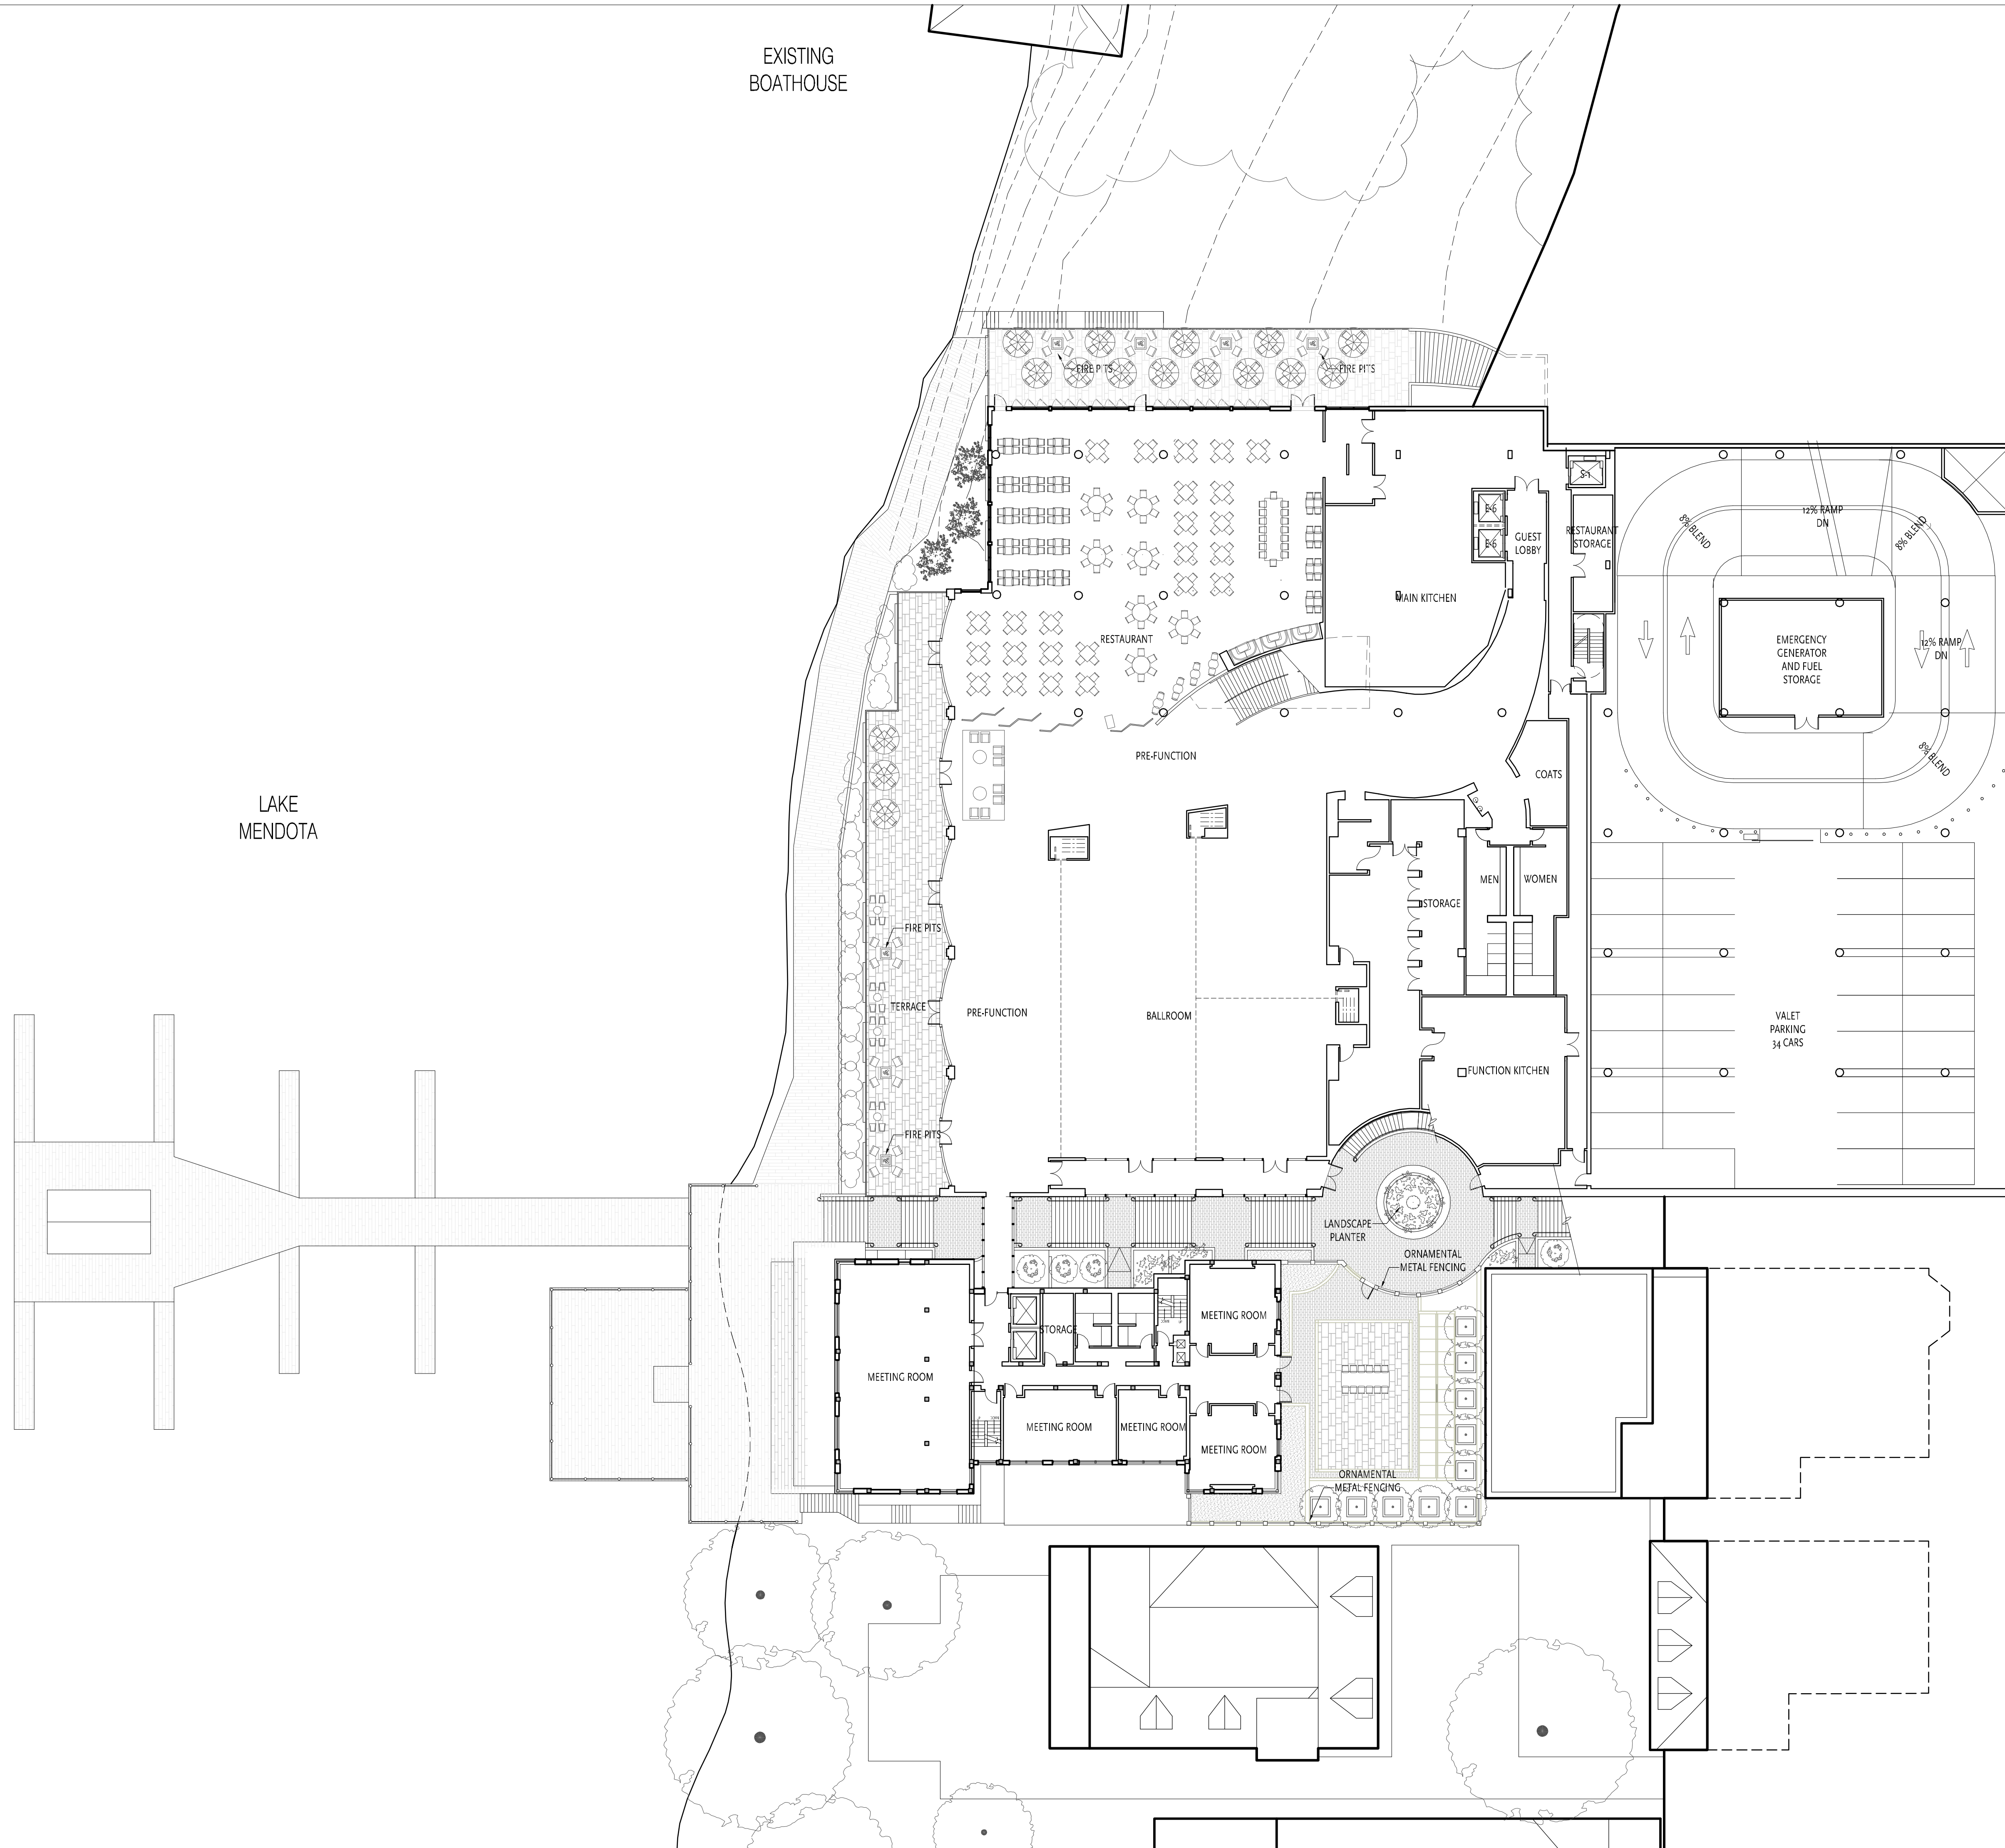 EXISTING
BOATHOUSE
FIRE PITS
FIRE PITS
S-1
E-6
E-6
GUEST
LOBBY
RESTAURANT
STORAGE
12% RAMP
DN
8% BLEND
8% BLEND
MAIN KITCHEN
RESTAURANT
EMERGENCY
GENERATOR
AND FUEL
STORAGE
12% RAMP
DN
8% BLEND
PRE-FUNCTION
COATS
LAKE
MENDOTA
MEN
WOMEN
STORAGE
FIRE PITS
TERRACE
PRE-FUNCTION
BALLROOM
VALET
PARKING
34 CARS
FUNCTION KITCHEN
FIRE PITS
LANDSCAPE
PLANTER
ORNAMENTAL
METAL FENCING
MEETING ROOM
STORAGE
MEETING ROOM
MEETING ROOM
MEETING ROOM
MEETING ROOM
ORNAMENTAL
METAL FENCING